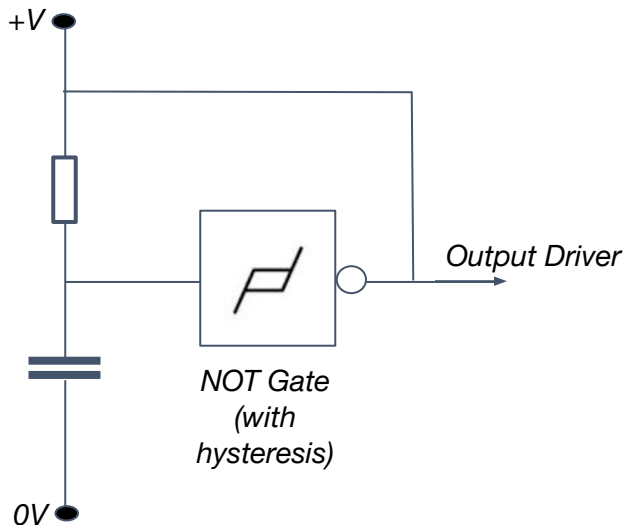 +V
Output Driver
NOT Gate
(with
hysteresis)
0V